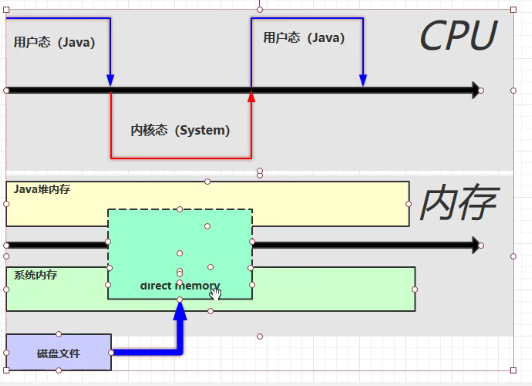 用户态（Java）
用户态（Java）
CPU
内核态（System）
Java堆内存
内存
系统内存
direct memory
磁盘文件